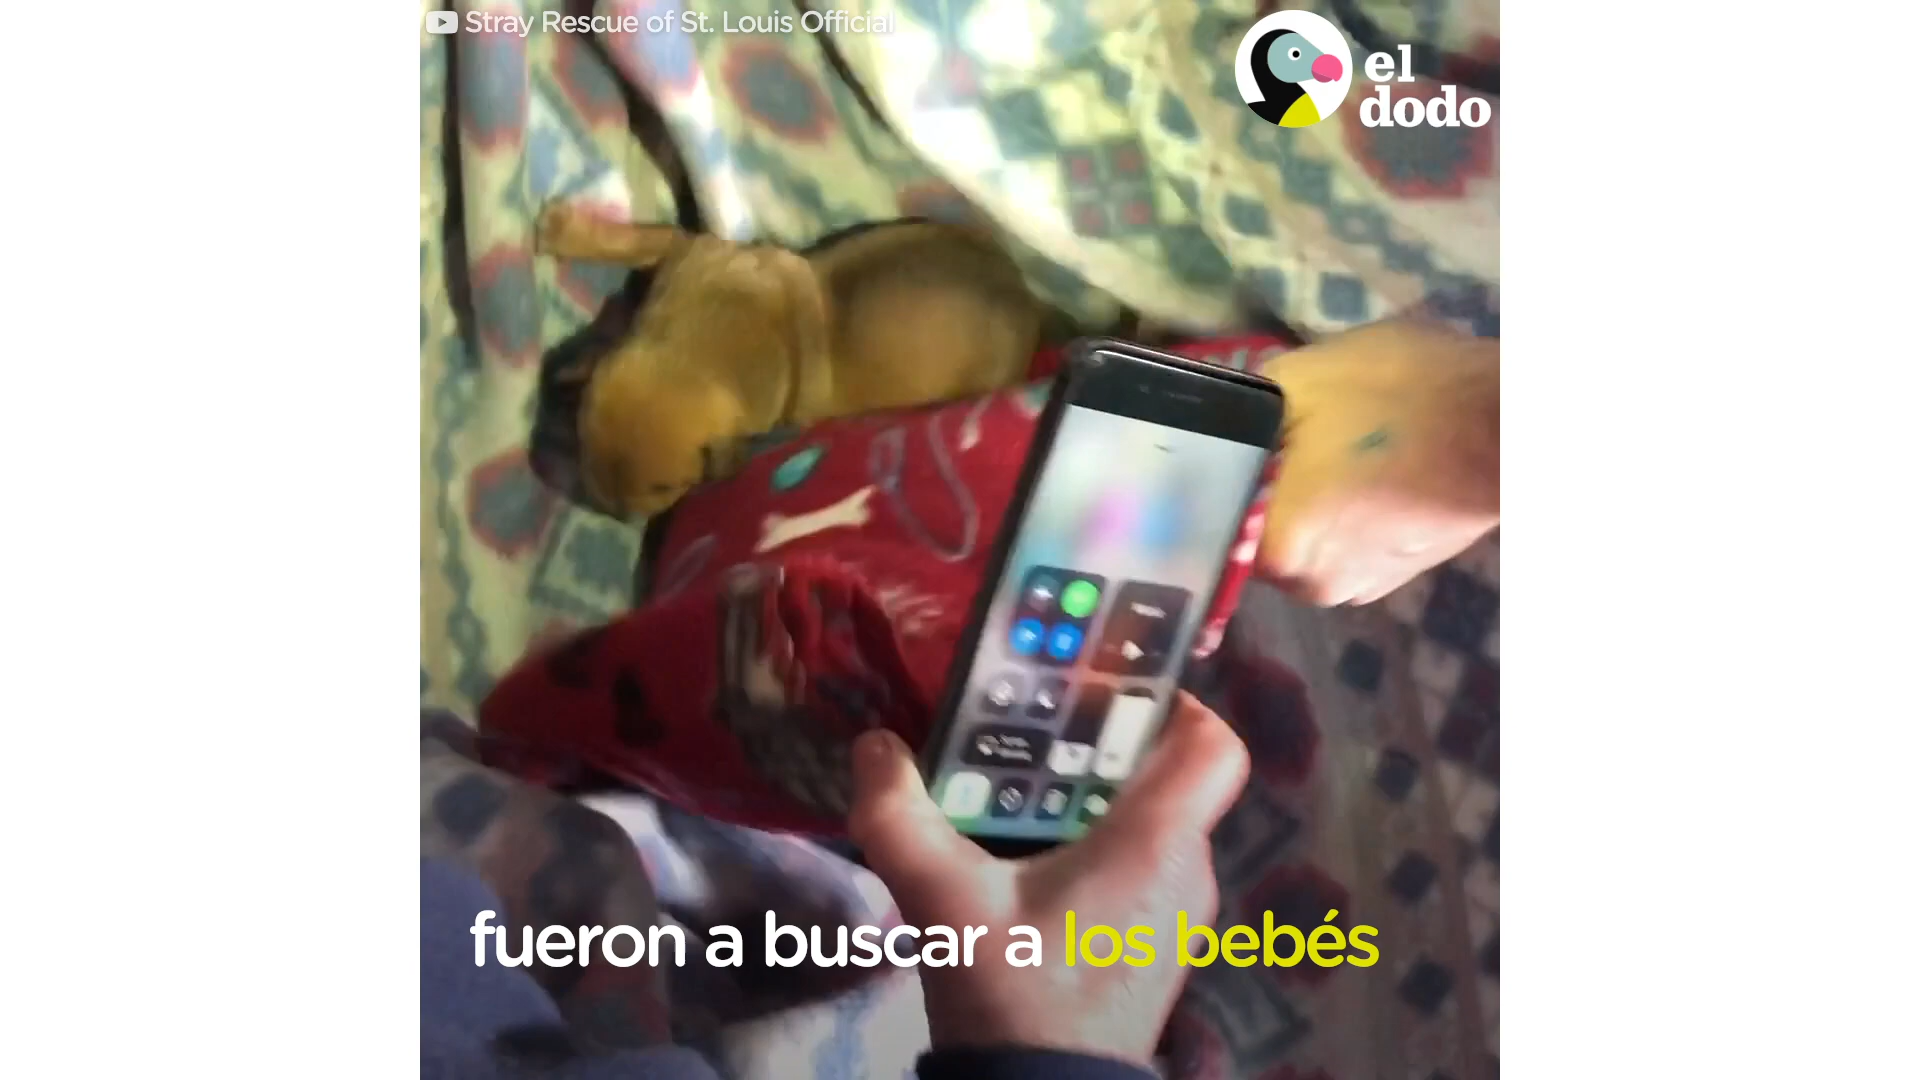 Stray Rescue of St. Louis Official
el
dodo
fueron a buscar a los bebés